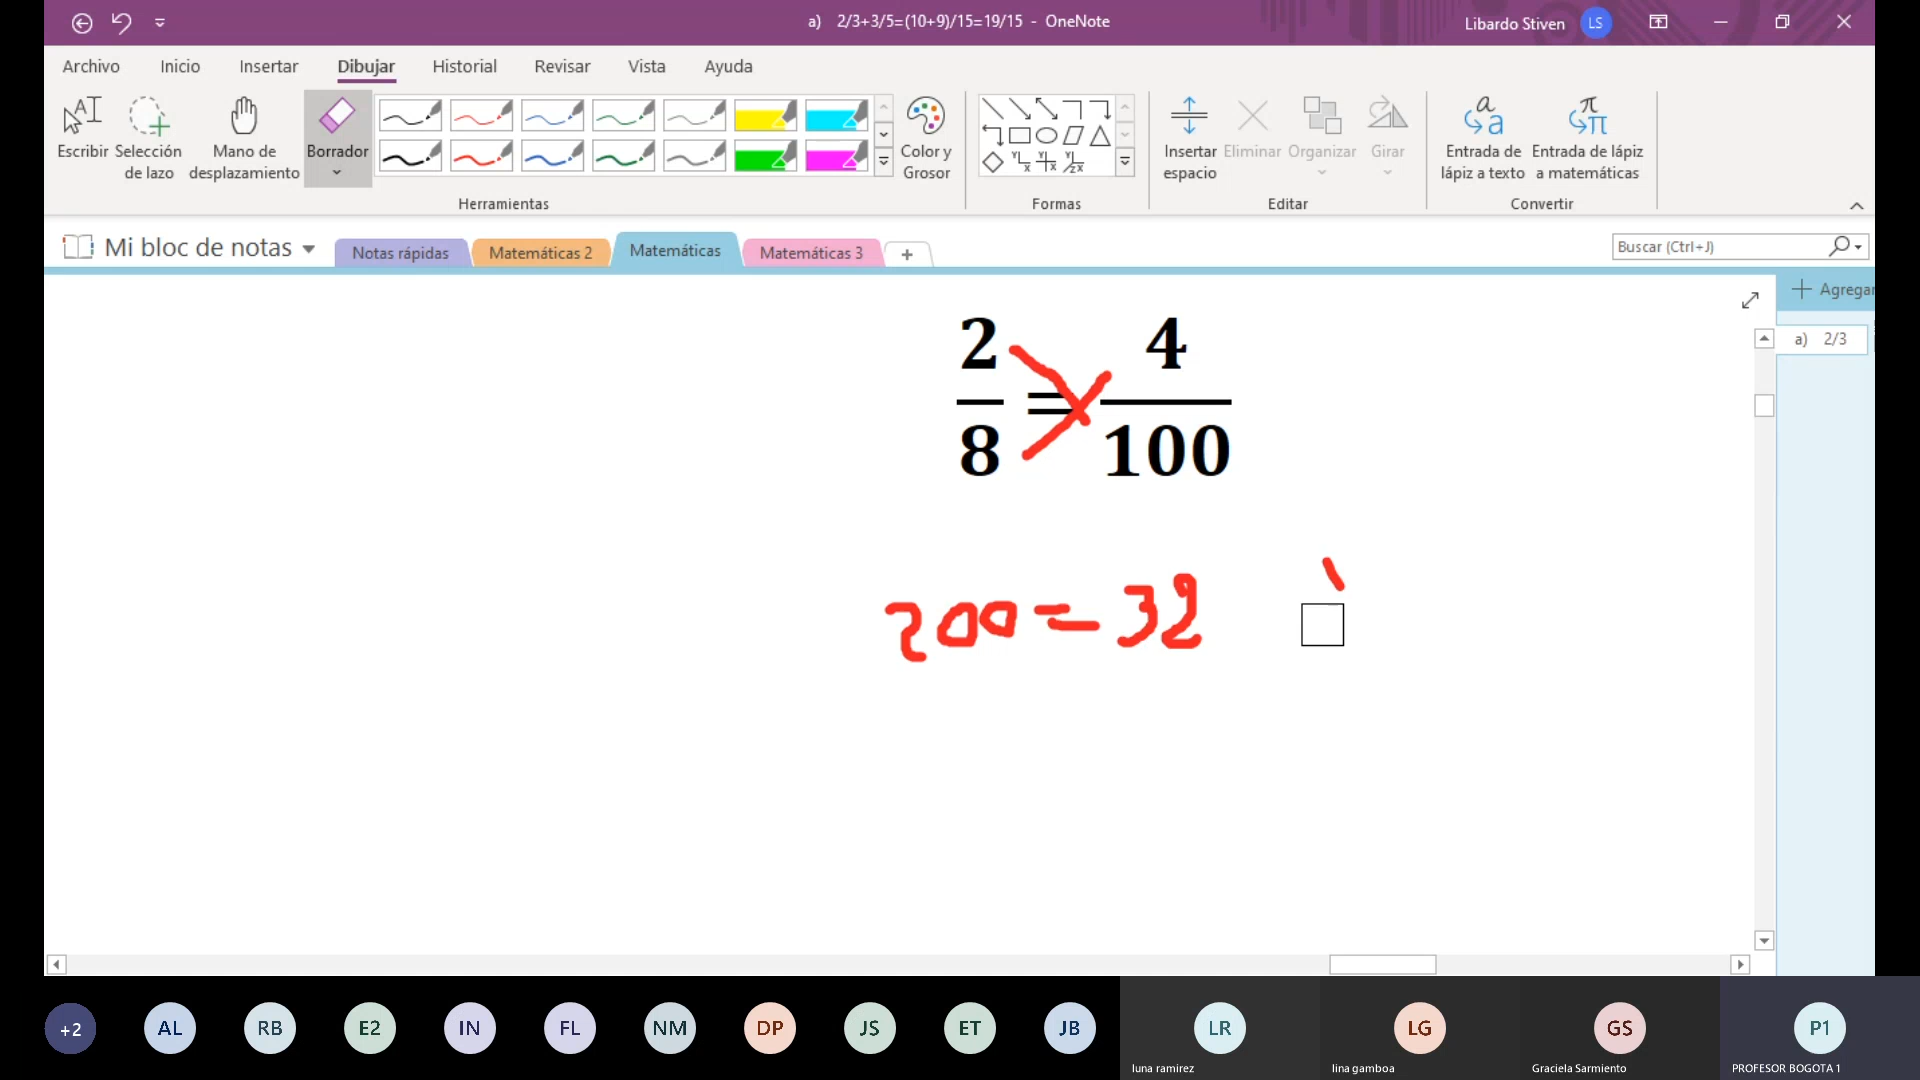 a) 2/3+3/5=(10+9)/15=19/15 - OneNote
Libardo Stiven LS
Archivo Inicio Insertar Dibujar Historial Revisar Vista Ayuda
Escribir
Selección de lazo
Mano de desplazamiento
Borrador
Color y Grosor
Insertar espacio
Eliminar
Organizar
Girar
Entrada de lápiz a texto
Entrada de lápiz a matemáticas
Herramientas Formas Editar Convertir
Mi bloc de notas
Notas rápidas Matemáticas 2 Matemáticas Matemáticas 3 +
Buscar (Ctrl+J)
Agregar
a) 2/3
2/8 = 4/100
200 = 32
+2 AL RB E2 IN FL NM DP JS ET JB LR LG GS P1
luna ramirez lina gamboa Graciela Sarmiento PROFESOR BOGOTA 1